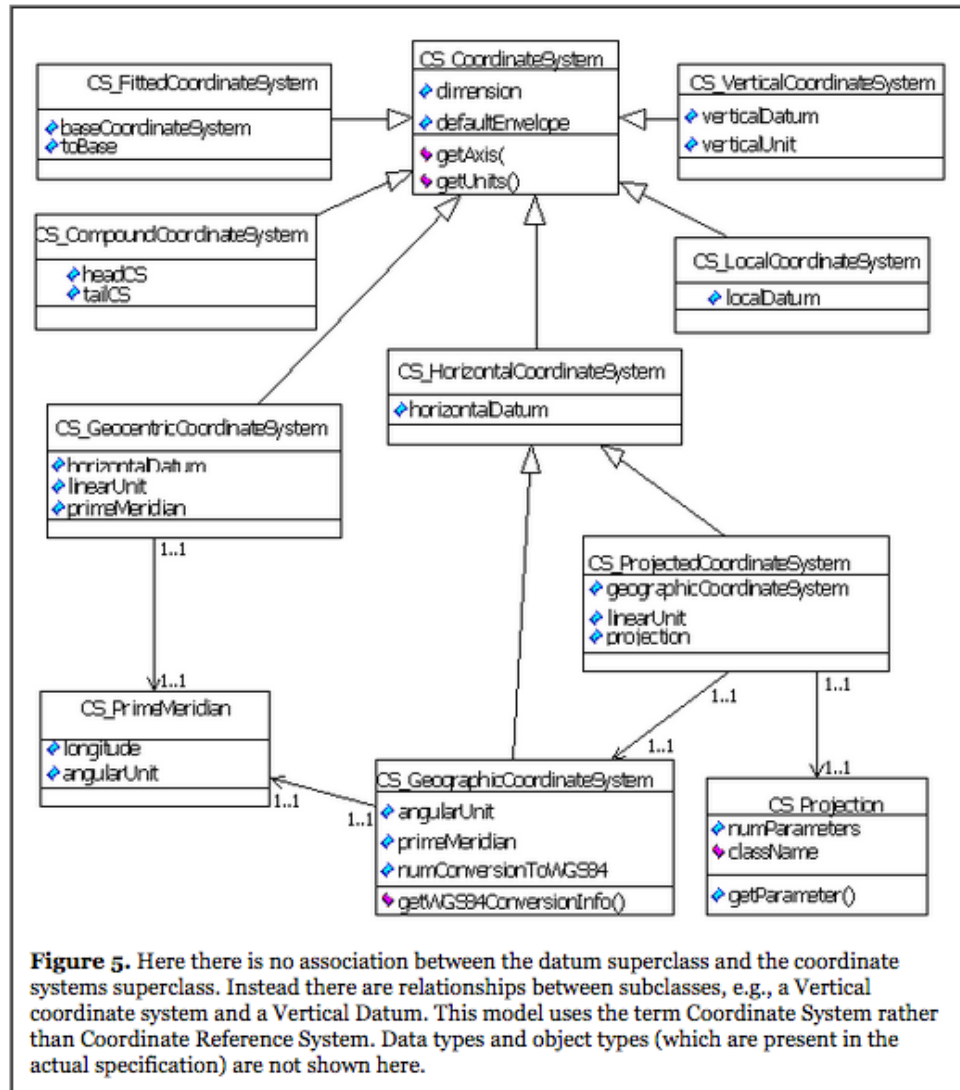 CS_FittedCoordinateSystem
baseCoordinateSystem
toBase
CS_CoordinateSystem
dimension
defaultEnvelope
getAxis(
getUnits()
CS_VerticalCoordinateSystem
verticalDatum
verticalUnit
CS_CompoundCoordinateSystem
headCS
tailCS
CS_LocalCoordinateSystem
localDatum
CS_HorizontalCoordinateSystem
horizontalDatum
CS_GeocentricCoordinateSystem
horizontalDatum
linearUnit
primeMeridian
1..1
1..1
CS_ProjectedCoordinateSystem
geographicCoordinateSystem
linearUnit
projection
1..1
1..1
1..1
1..1
CS_PrimeMeridian
longitude
angularUnit
1..1
1..1
CS_GeographicCoordinateSystem
angularUnit
primeMeridian
numConversionToWGS84
getWGS84ConversionInfo()
CS_Projection
numParameters
className
getParameter()
Figure 5. Here there is no association between the datum superclass and the coordinate
systems superclass. Instead there are relationships between subclasses, e.g., a Vertical
coordinate system and a Vertical Datum. This model uses the term Coordinate System rather
than Coordinate Reference System. Data types and object types (which are present in the
actual specification) are not shown here.